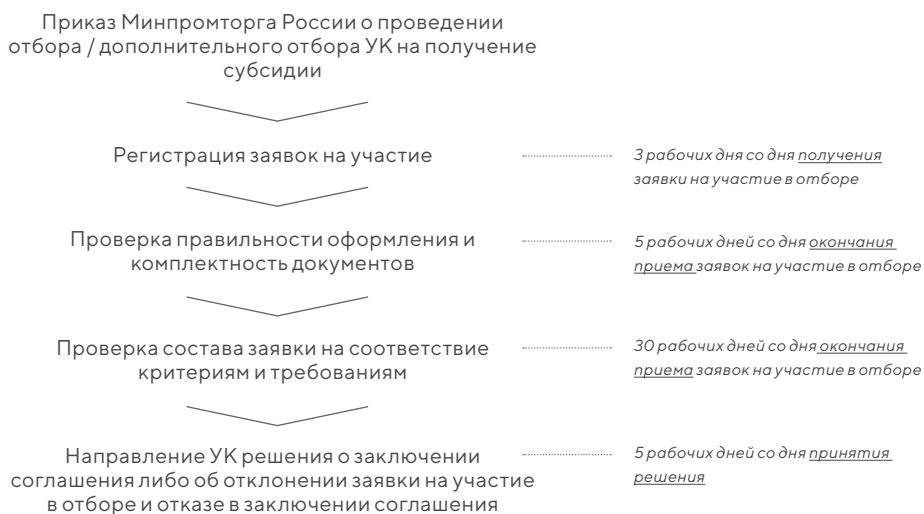 Приказ Минпромторга России о проведении
отбора / дополнительного отбора УК на получение
субсидии
Регистрация заявок на участие
3 рабочих дня со дня получения
заявки на участие в отборе
Проверка правильности оформления и
комплектность документов
5 рабочих дней со дня окончания
приема заявок на участие в отборе
Проверка состава заявки на соответствие
критериям и требованиям
30 рабочих дней со дня окончания
приема заявок на участие в отборе
Направление УК решения о заключении
соглашения либо об отклонении заявки на участие
в отборе и отказе в заключении соглашения
5 рабочих дней со дня принятия
решения